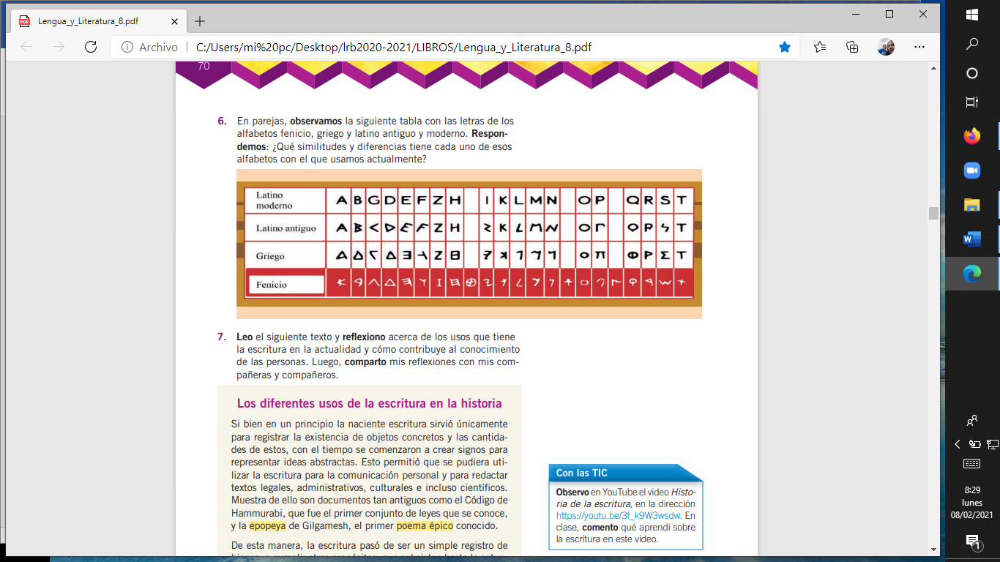 Lengua_y_Literatura_8.pdf
Archivo
C:/Users/mi%20pc/Desktop/lrb2020-2021/LIBROS/Lengua_y_Literatura_8.pdf
70
6. En parejas, observamos la siguiente tabla con las letras de los
alfabetos fenicio, griego y latino antiguo y moderno. Respon-
demos: ¿Qué similitudes y diferencias tiene cada uno de esos
alfabetos con el que usamos actualmente?
Latino
moderno
A B G D E F Z H I K L M N O P Q R S T
Latino antiguo
Griego
Fenicio
7. Leo el siguiente texto y reflexiono acerca de los usos que tiene
la escritura en la actualidad y cómo contribuye al conocimiento
de las personas. Luego, comparto mis reflexiones con mis com-
pañeras y compañeros.
Los diferentes usos de la escritura en la historia
Si bien en un principio la naciente escritura sirvió únicamente
para registrar la existencia de objetos concretos y las cantida-
des de estos, con el tiempo se comenzaron a crear signos para
representar ideas abstractas. Esto permitió que se pudiera uti-
lizar la escritura para la comunicación personal y para redactar
textos legales, administrativos, culturales e incluso científicos.
Muestra de ello son documentos tan antiguos como el Código de
Hammurabi, que fue el primer conjunto de leyes que se conoce,
y la epopeya de Gilgamesh, el primer poema épico conocido.
De esta manera, la escritura pasó de ser un simple registro de
Con las TIC
Observo en YouTube el video Histo-
ria de la escritura, en la dirección
https://youtu.be/3f_k9W3wsdw. En
clase, comento qué aprendí sobre
la escritura en este video.
8:29
lunes
08/02/2021
1